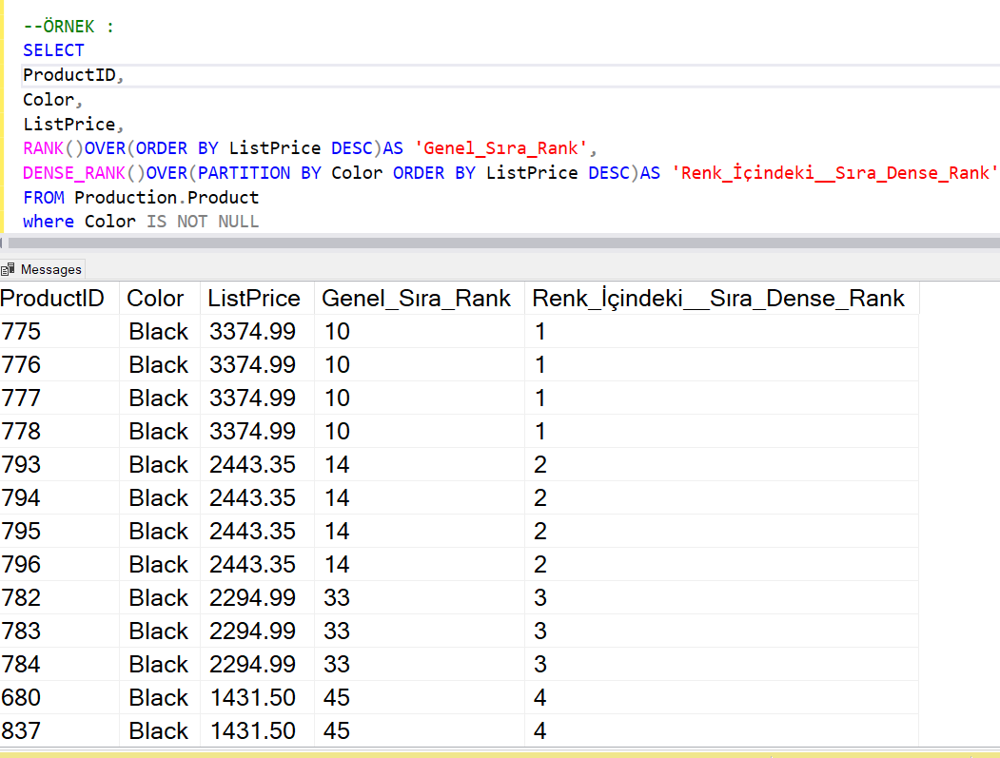 --ÖRNEK :
SELECT
ProductID,
Color,
ListPrice,
RANK()OVER(ORDER BY ListPrice DESC)AS 'Genel_Sıra_Rank',
DENSE_RANK()OVER(PARTITION BY Color ORDER BY ListPrice DESC)AS 'Renk_İçindeki__Sıra_Dense_Rank'
FROM Production.Product
where Color IS NOT NULL
Messages
ProductID Color ListPrice Genel_Sıra_Rank Renk_İçindeki__Sıra_Dense_Rank
775 Black 3374.99 10 1
776 Black 3374.99 10 1
777 Black 3374.99 10 1
778 Black 3374.99 10 1
793 Black 2443.35 14 2
794 Black 2443.35 14 2
795 Black 2443.35 14 2
796 Black 2443.35 14 2
782 Black 2294.99 33 3
783 Black 2294.99 33 3
784 Black 2294.99 33 3
680 Black 1431.50 45 4
837 Black 1431.50 45 4